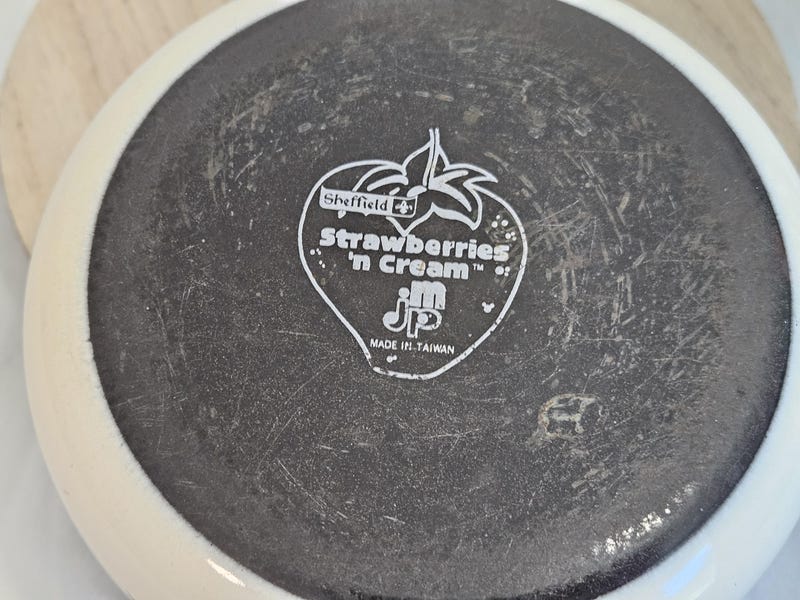 Sheffield
Strawberries
'n Cream™
jmp
MADE IN TAIWAN